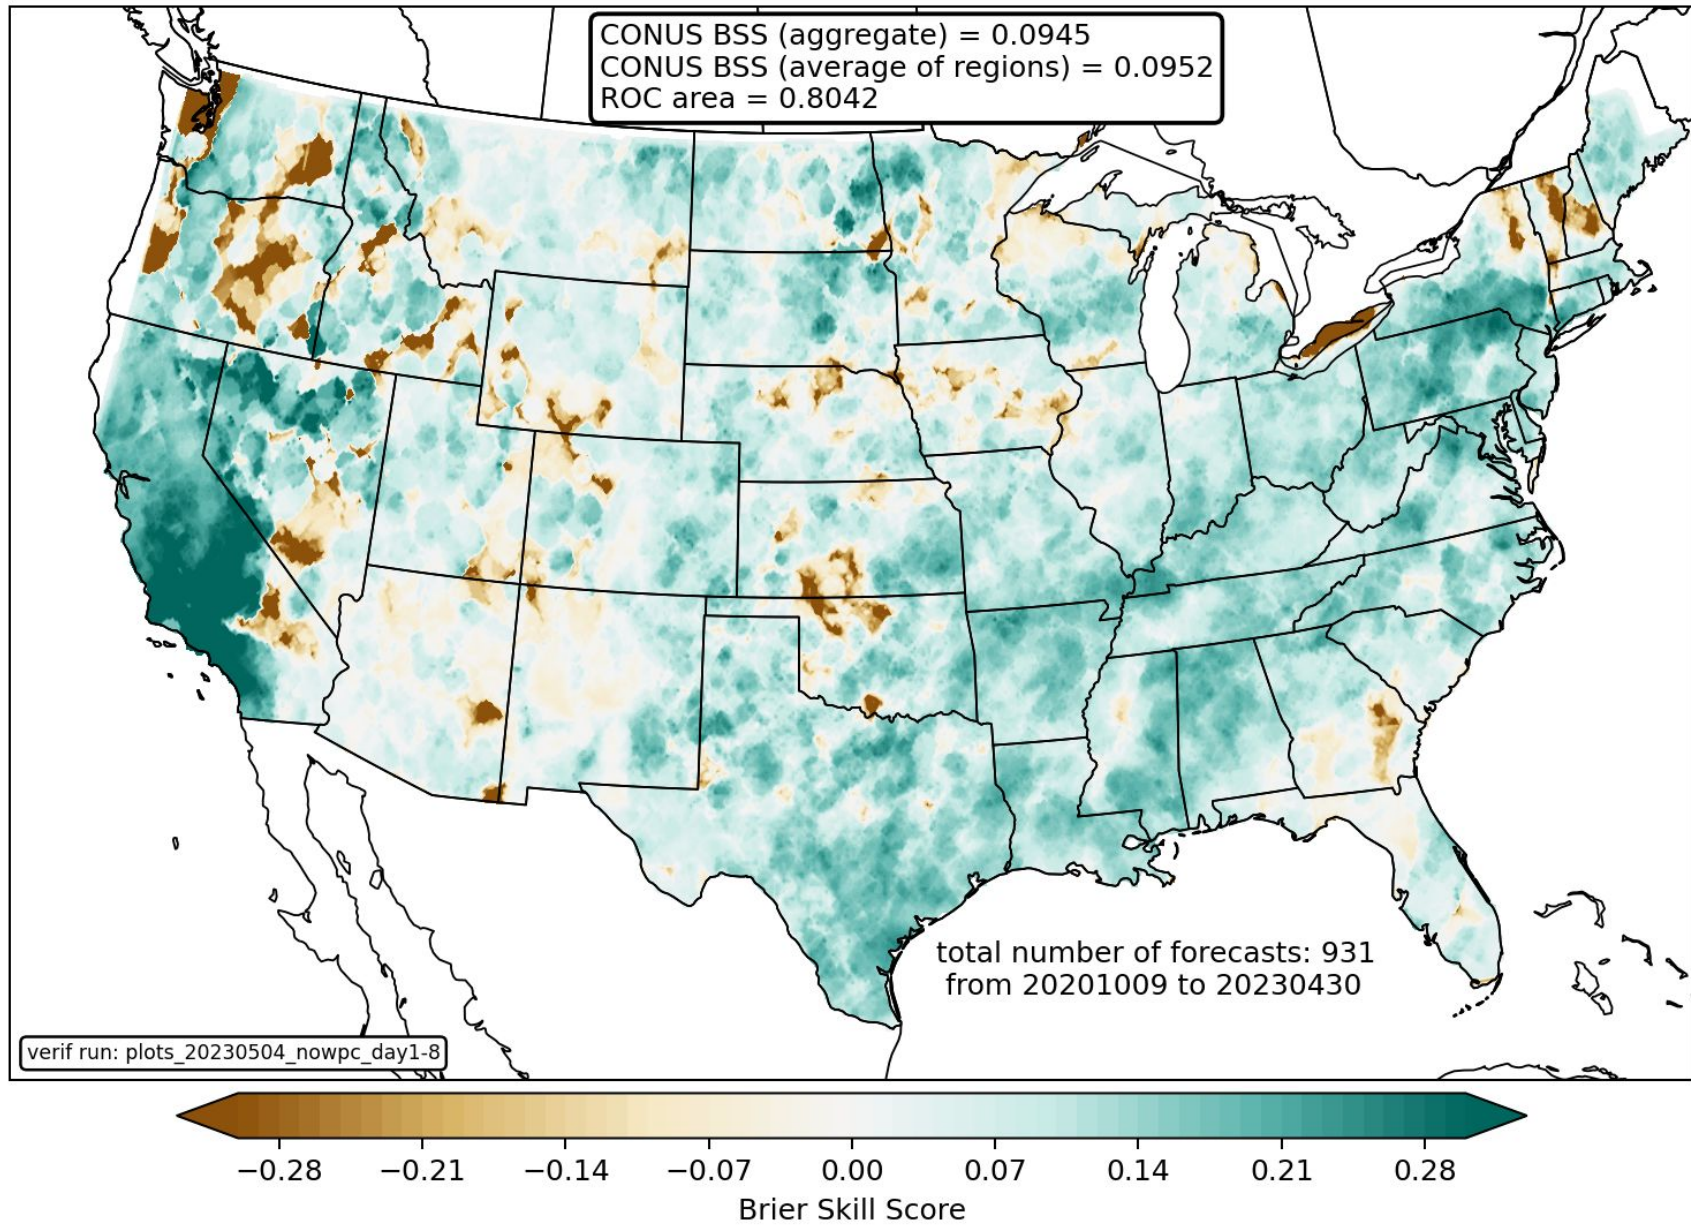 CONUS BSS (aggregate) = 0.0945
CONUS BSS (average of regions) = 0.0952
ROC area = 0.8042
total number of forecasts: 931
from 20201009 to 20230430
verif run: plots_20230504_nowpc_day1-8
−0.28 −0.21 −0.14 −0.07 0.00 0.07 0.14 0.21 0.28
Brier Skill Score